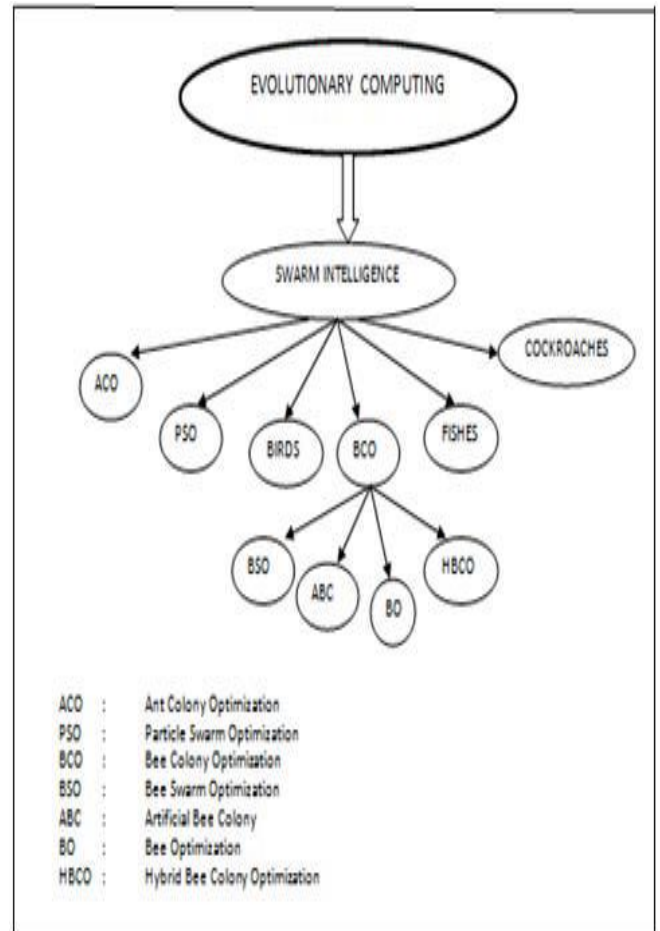 EVOLUTIONARY COMPUTING
SWARM INTELLIGENCE
COCKROACHES
ACO
PSO
BIRDS
BCO
FISHES
BSO
ABC
BO
HBCO
ACO : Ant Colony Optimization
PSO : Particle Swarm Optimization
BCO : Bee Colony Optimization
BSO : Bee Swarm Optimization
ABC : Artificial Bee Colony
BO : Bee Optimization
HBCO : Hybrid Bee Colony Optimization